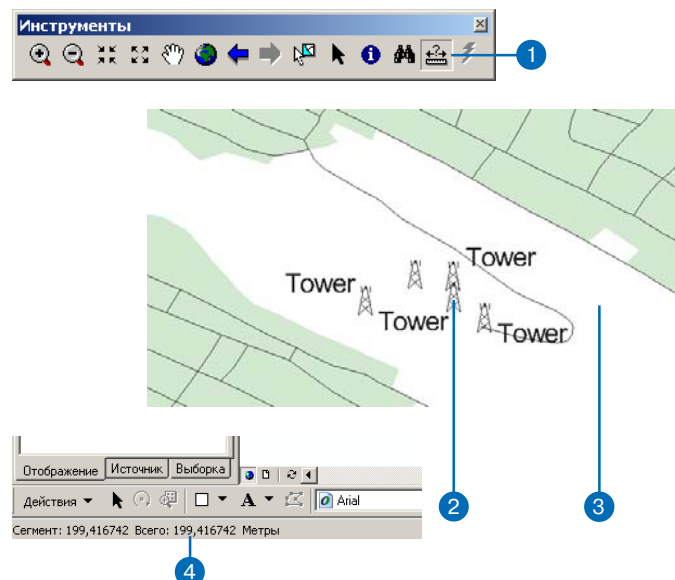 Инструменты
1
Tower
Tower
Tower
Tower
Отображение Источник Выборка
Действия A Arial
2
3
Сегмент: 199,416742 Всего: 199,416742 Метры
4